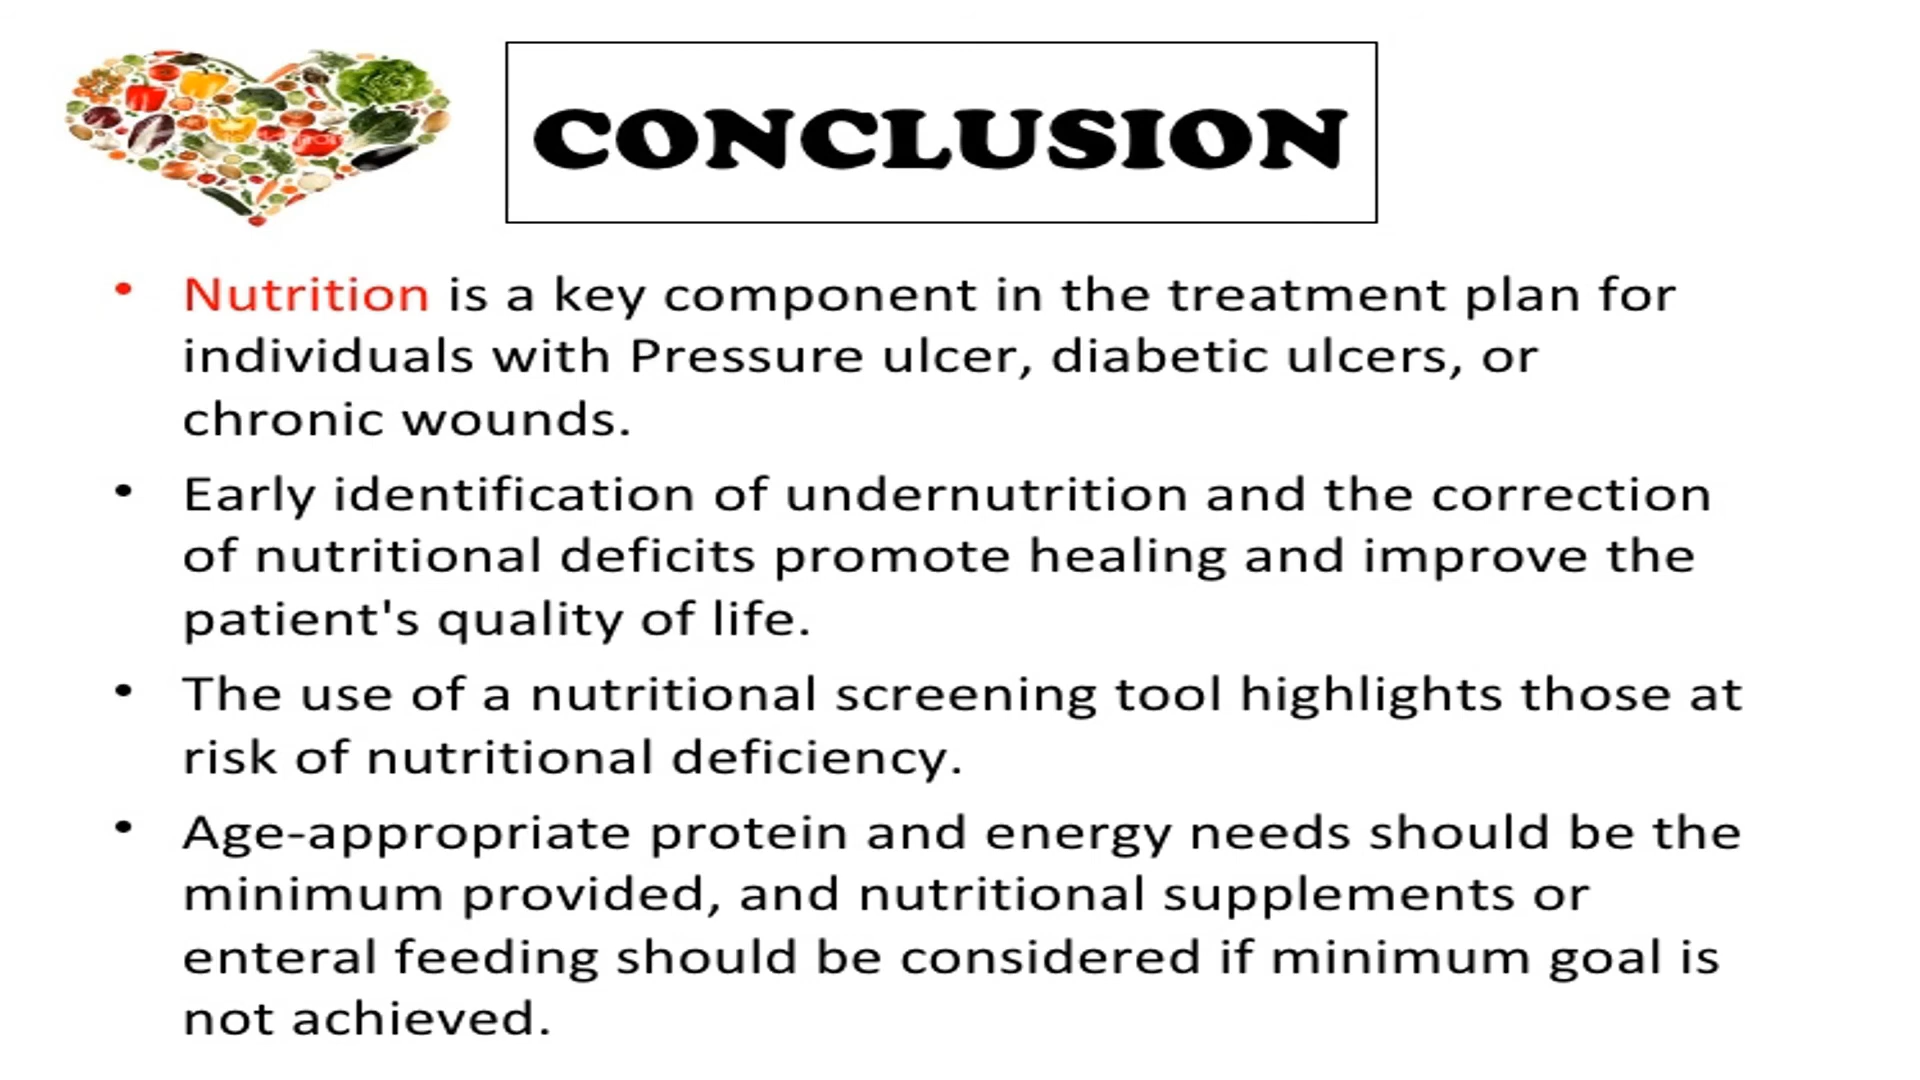 CONCLUSION
• Nutrition is a key component in the treatment plan for
individuals with Pressure ulcer, diabetic ulcers, or
chronic wounds.
• Early identification of undernutrition and the correction
of nutritional deficits promote healing and improve the
patient's quality of life.
• The use of a nutritional screening tool highlights those at
risk of nutritional deficiency.
• Age-appropriate protein and energy needs should be the
minimum provided, and nutritional supplements or
enteral feeding should be considered if minimum goal is
not achieved.